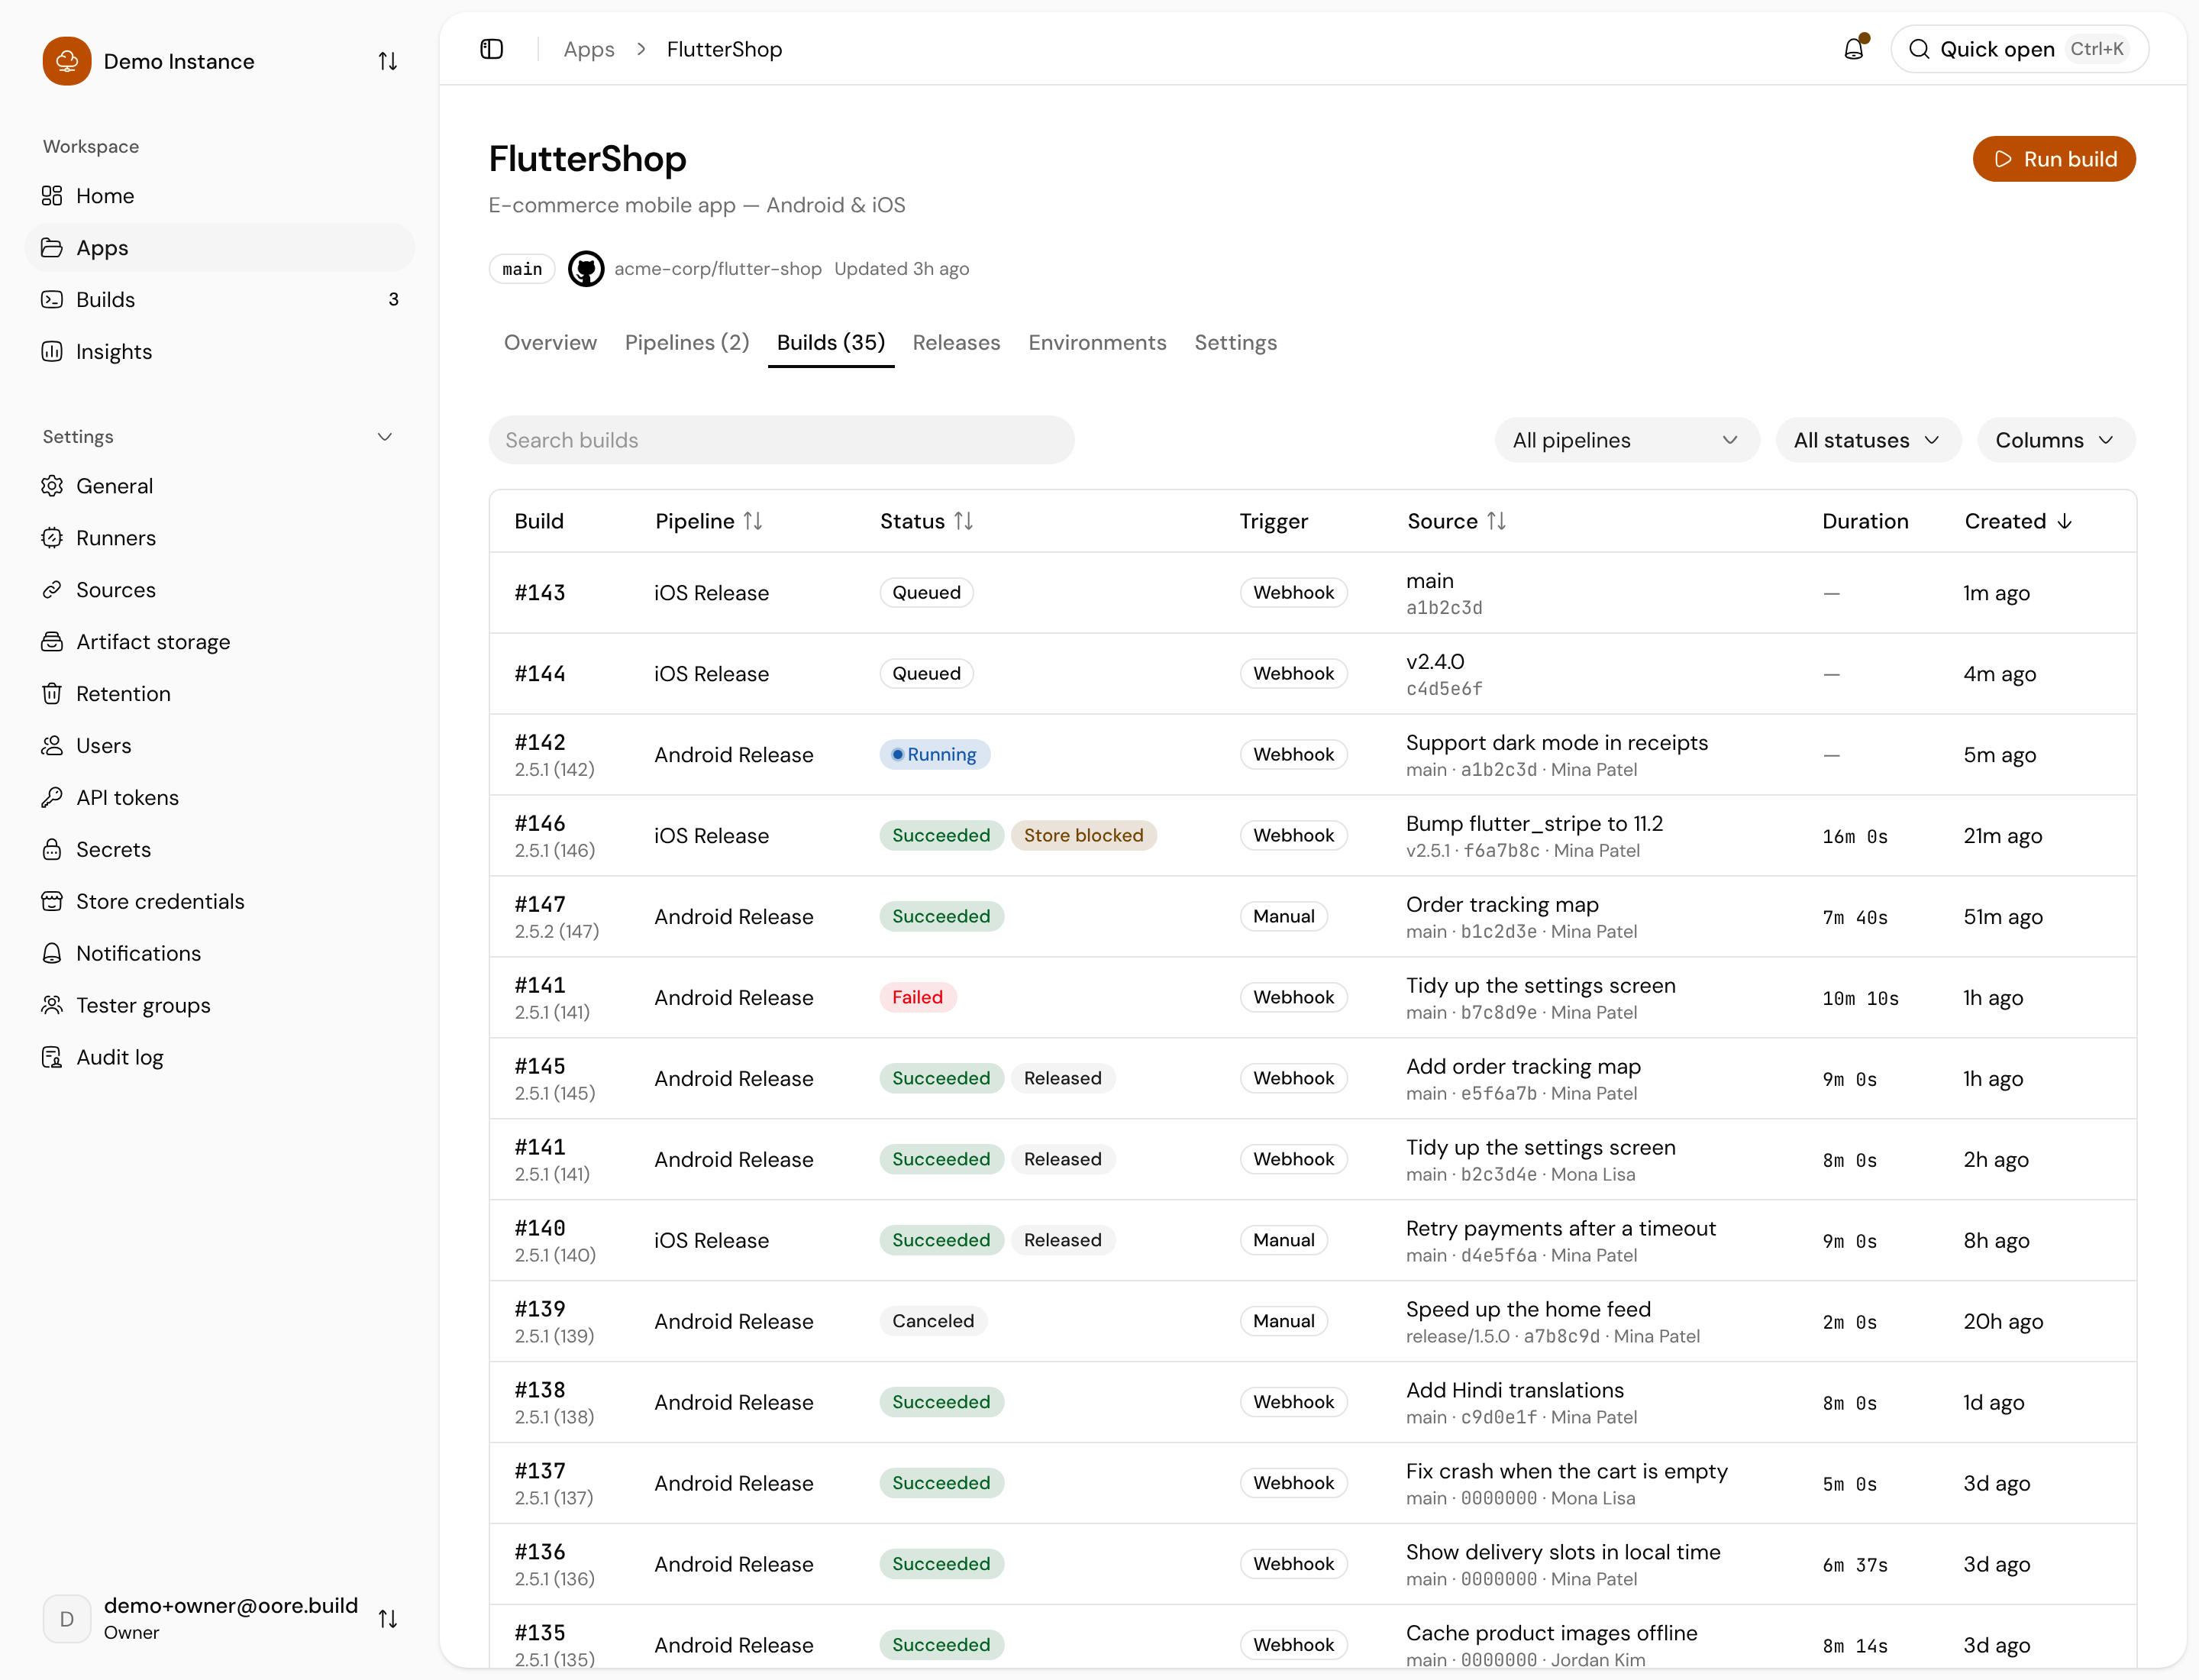 Demo Instance
Workspace
Home
Apps
Builds 3
Insights
Settings
General
Runners
Sources
Artifact storage
Retention
Users
API tokens
Secrets
Store credentials
Notifications
Tester groups
Audit log
D demo+owner@oore.build
Owner
Apps FlutterShop
Quick open Ctrl+K
FlutterShop
Run build
E-commerce mobile app — Android & iOS
main acme-corp/flutter-shop Updated 3h ago
Overview Pipelines (2) Builds (35) Releases Environments Settings
Search builds All pipelines All statuses Columns
Build Pipeline Status Trigger Source Duration Created
#143 iOS Release Queued Webhook main — 1m ago
a1b2c3d
#144 iOS Release Queued Webhook v2.4.0 — 4m ago
c4d5e6f
#142 Android Release Running Webhook Support dark mode in receipts — 5m ago
2.5.1 (142) main · a1b2c3d · Mina Patel
#146 iOS Release Succeeded Store blocked Webhook Bump flutter_stripe to 11.2 16m 0s 21m ago
2.5.1 (146) v2.5.1 · f6a7b8c · Mina Patel
#147 Android Release Succeeded Manual Order tracking map 7m 40s 51m ago
2.5.2 (147) main · b1c2d3e · Mina Patel
#141 Android Release Failed Webhook Tidy up the settings screen 10m 10s 1h ago
2.5.1 (141) main · b7c8d9e · Mina Patel
#145 Android Release Succeeded Released Webhook Add order tracking map 9m 0s 1h ago
2.5.1 (145) main · e5f6a7b · Mina Patel
#141 Android Release Succeeded Released Webhook Tidy up the settings screen 8m 0s 2h ago
2.5.1 (141) main · b2c3d4e · Mona Lisa
#140 iOS Release Succeeded Released Manual Retry payments after a timeout 9m 0s 8h ago
2.5.1 (140) main · d4e5f6a · Mina Patel
#139 Android Release Canceled Manual Speed up the home feed 2m 0s 20h ago
2.5.1 (139) release/1.5.0 · a7b8c9d · Mina Patel
#138 Android Release Succeeded Webhook Add Hindi translations 8m 0s 1d ago
2.5.1 (138) main · c9d0e1f · Mina Patel
#137 Android Release Succeeded Webhook Fix crash when the cart is empty 5m 0s 3d ago
2.5.1 (137) main · 0000000 · Mona Lisa
#136 Android Release Succeeded Webhook Show delivery slots in local time 6m 37s 3d ago
2.5.1 (136) main · 0000000 · Mina Patel
#135 Android Release Succeeded Webhook Cache product images offline 8m 14s 3d ago
2.5.1 (135) main · 0000000 · Jordan Kim